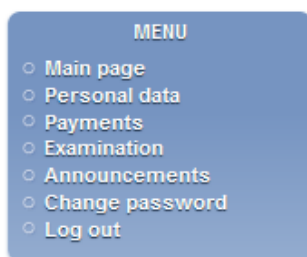 MENU
Main page
Personal data
Payments
Examination
Announcements
Change password
Log out